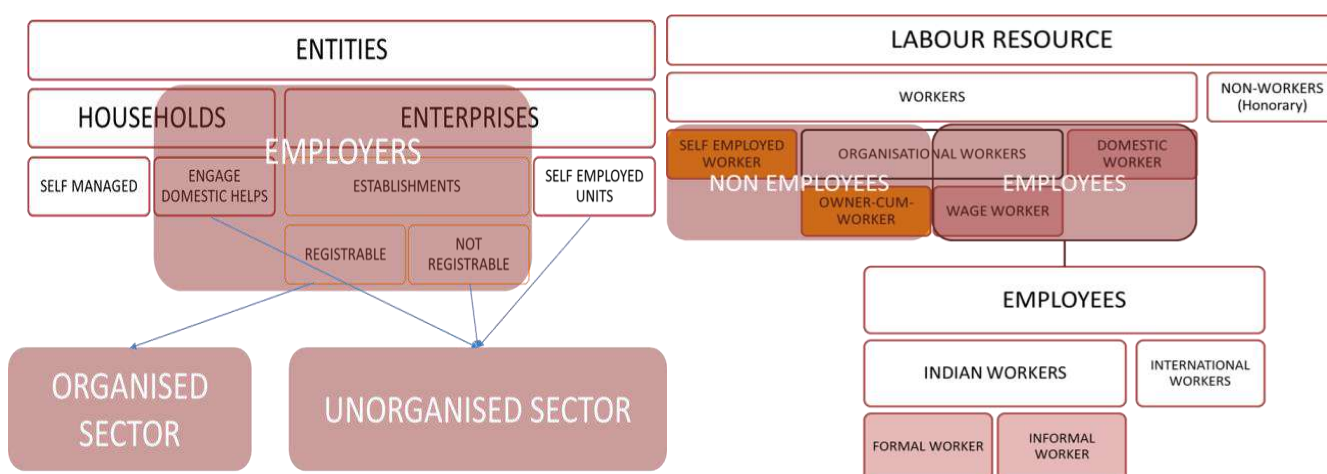 ENTITIES
HOUSEHOLDS
ENTERPRISES
EMPLOYERS
SELF MANAGED
ENGAGE
DOMESTIC HELPS
ESTABLISHMENTS
SELF EMPLOYED
UNITS
REGISTRABLE
NOT
REGISTRABLE
ORGANISED
SECTOR
UNORGANISED SECTOR
LABOUR RESOURCE
WORKERS
NON-WORKERS
(Honorary)
SELF EMPLOYED
WORKER
ORGANISATIONAL WORKERS
DOMESTIC
WORKER
NON EMPLOYEES
EMPLOYEES
OWNER-CUM-
WORKER
WAGE WORKER
EMPLOYEES
INDIAN WORKERS
INTERNATIONAL
WORKERS
FORMAL WORKER
INFORMAL
WORKER